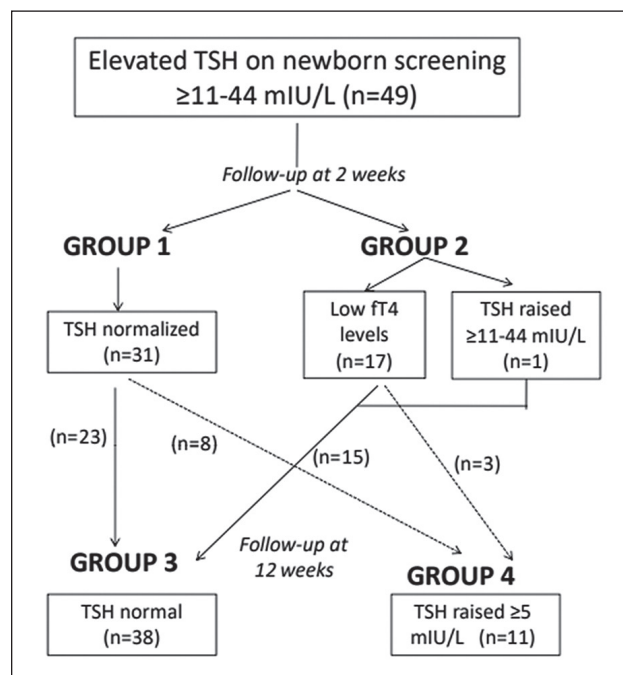 Elevated TSH on newborn screening
≥11-44 mIU/L (n=49)
Follow-up at 2 weeks
GROUP 1
GROUP 2
TSH normalized
(n=31)
Low fT4
levels
(n=17)
TSH raised
≥11-44 mIU/L
(n=1)
(n=23)
(n=8)
(n=15)
(n=3)
GROUP 3
Follow-up at
12 weeks
GROUP 4
TSH normal
(n=38)
TSH raised ≥5
mIU/L (n=11)